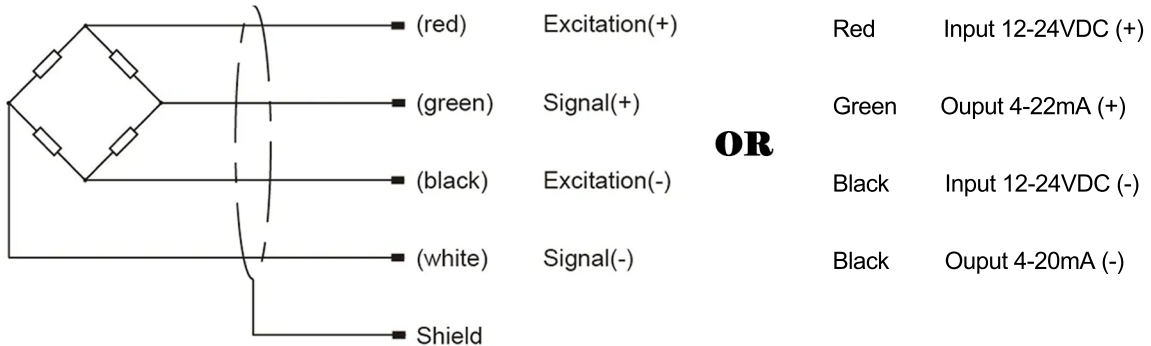 (red) Excitation(+) Red Input 12-24VDC (+)
(green) Signal(+) Green Ouput 4-22mA (+)
OR
(black) Excitation(-) Black Input 12-24VDC (-)
(white) Signal(-) Black Ouput 4-20mA (-)
Shield